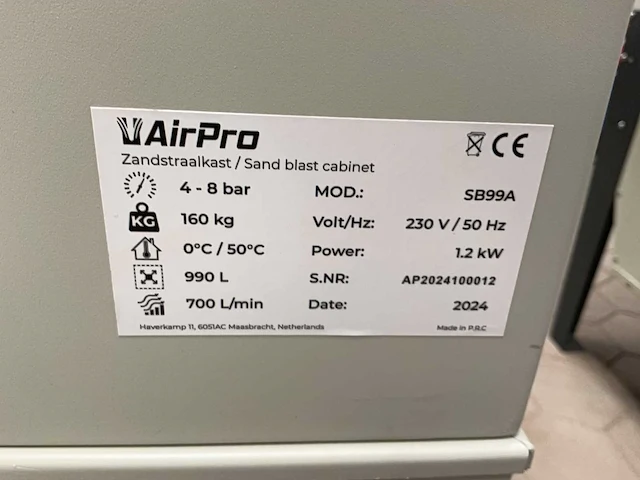 AirPro
CE
Zandstraalkast / Sand blast cabinet
4 - 8 bar
MOD.: SB99A
KG
160 kg
Volt/Hz: 230 V / 50 Hz
0°C / 50°C
Power: 1.2 kW
990 L
S.NR: AP2024100012
700 L/min
Date: 2024
Haverkamp 11, 6051AC Maasbracht, Netherlands
Made in P.R.C